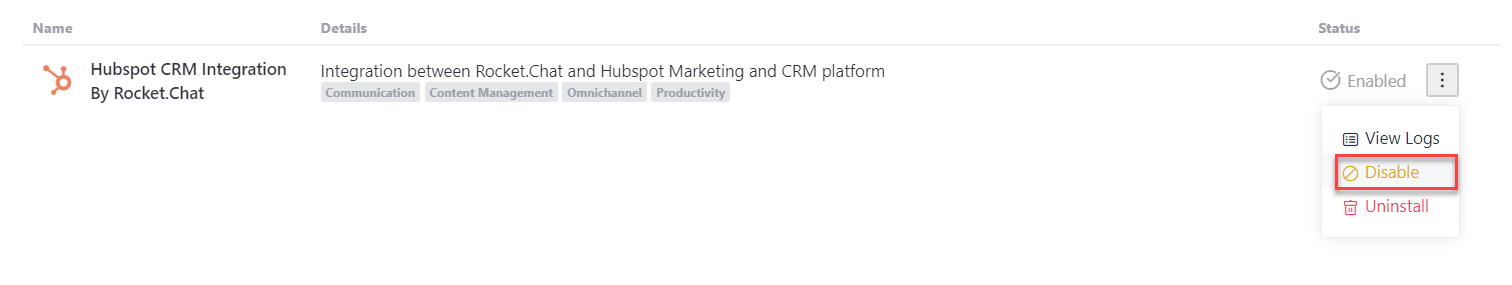 Name Details Status
Hubspot CRM Integration
By Rocket.Chat
Integration between Rocket.Chat and Hubspot Marketing and CRM platform
Communication Content Management Omnichannel Productivity
Enabled
View Logs
Disable
Uninstall